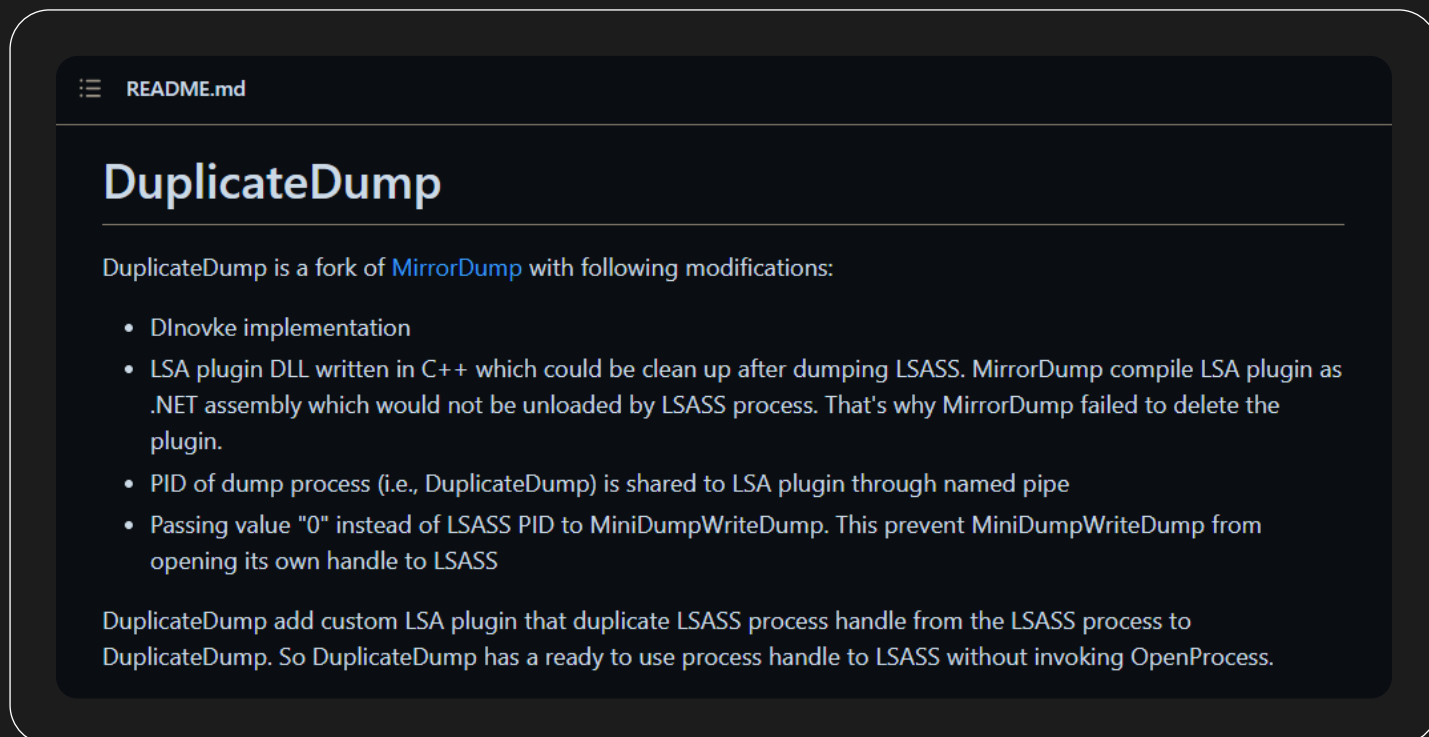 README.md
DuplicateDump
DuplicateDump is a fork of MirrorDump with following modifications:
DInovke implementation
LSA plugin DLL written in C++ which could be clean up after dumping LSASS. MirrorDump compile LSA plugin as
.NET assembly which would not be unloaded by LSASS process. That's why MirrorDump failed to delete the
plugin.
PID of dump process (i.e., DuplicateDump) is shared to LSA plugin through named pipe
Passing value "0" instead of LSASS PID to MiniDumpWriteDump. This prevent MiniDumpWriteDump from
opening its own handle to LSASS
DuplicateDump add custom LSA plugin that duplicate LSASS process handle from the LSASS process to
DuplicateDump. So DuplicateDump has a ready to use process handle to LSASS without invoking OpenProcess.